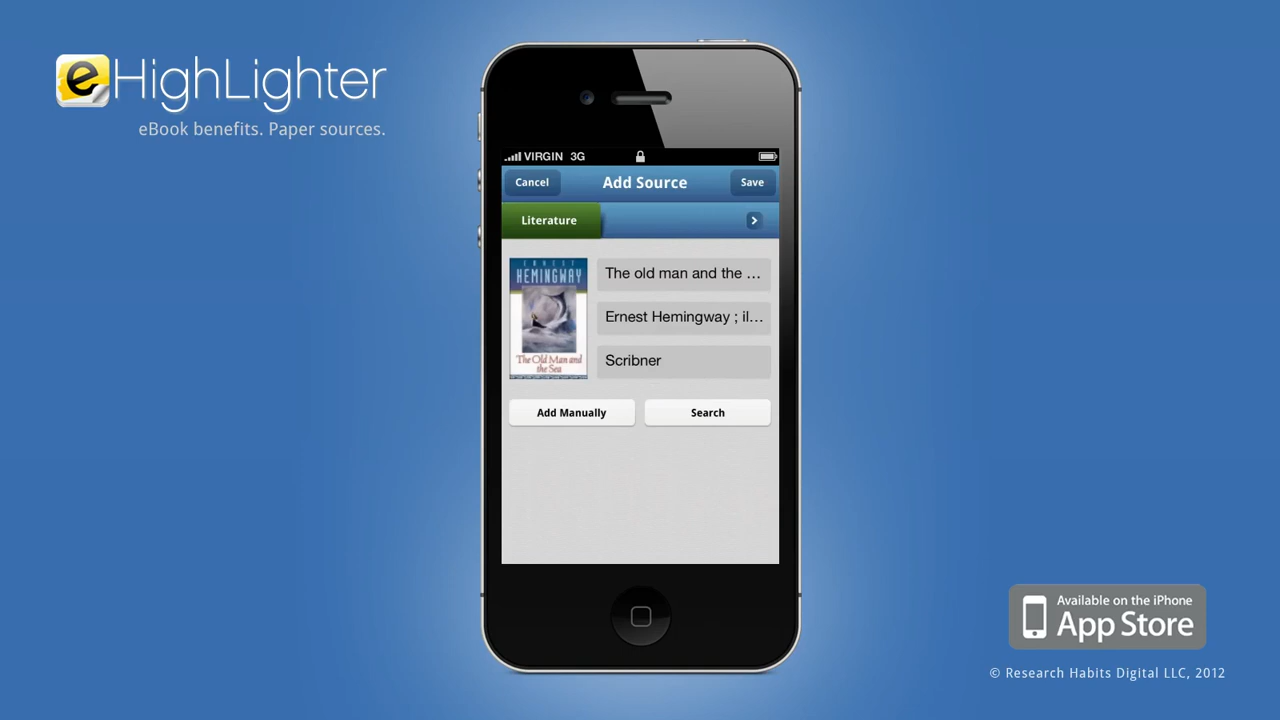 eHighLighter
eBook benefits. Paper sources.
VIRGIN 3G
Cancel
Add Source
Save
Literature
ERNEST
HEMINGWAY
The Old Man and
the Sea
The old man and the ...
Ernest Hemingway ; il...
Scribner
Add Manually
Search
Available on the iPhone
App Store
© Research Habits Digital LLC, 2012